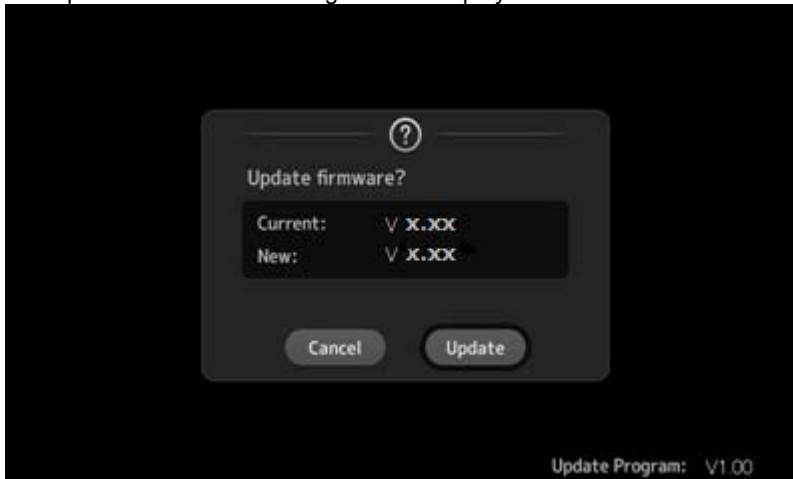 ?
Update firmware?
Current: V x.xx
New: V x.xx
Cancel Update
Update Program: V1.00